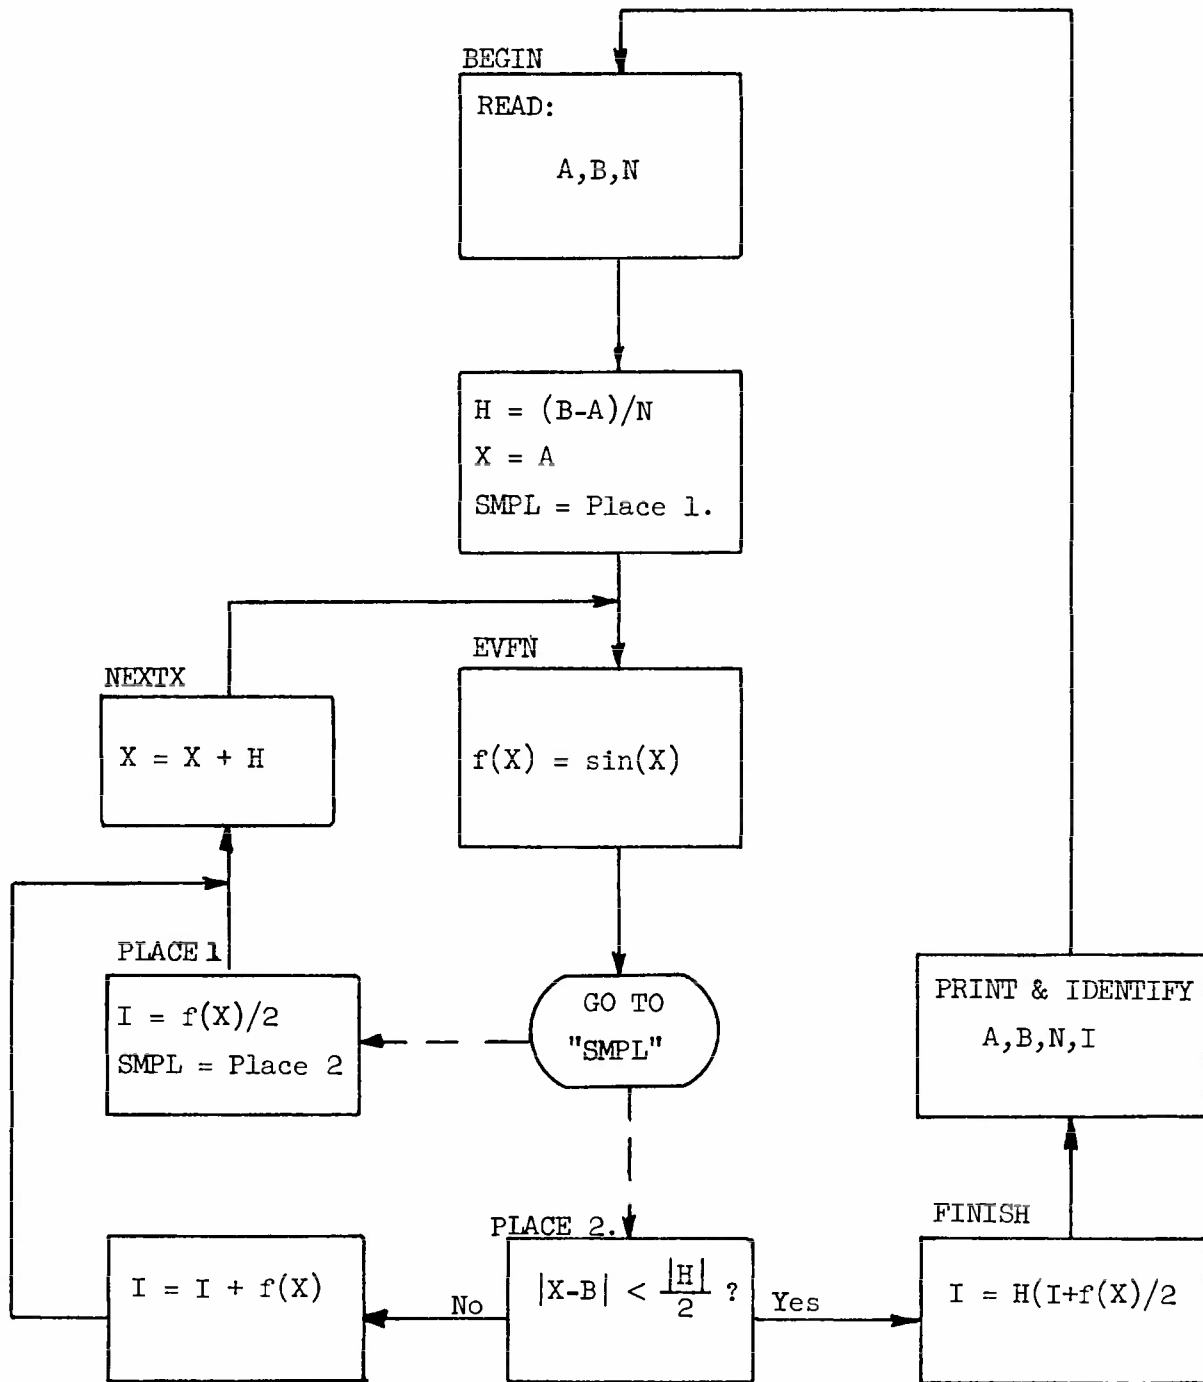 BEGIN
READ:
A,B,N
H = (B-A)/N
X = A
SMPL = Place 1.
EVFN
f(X) = sin(X)
NEXTX
X = X + H
GO TO
"SMPL"
PLACE 1
I = f(X)/2
SMPL = Place 2
PLACE 2.
|X-B| < |H|/2 ?
No
Yes
I = I + f(X)
FINISH
I = H(I+f(X)/2
PRINT & IDENTIFY
A,B,N,I